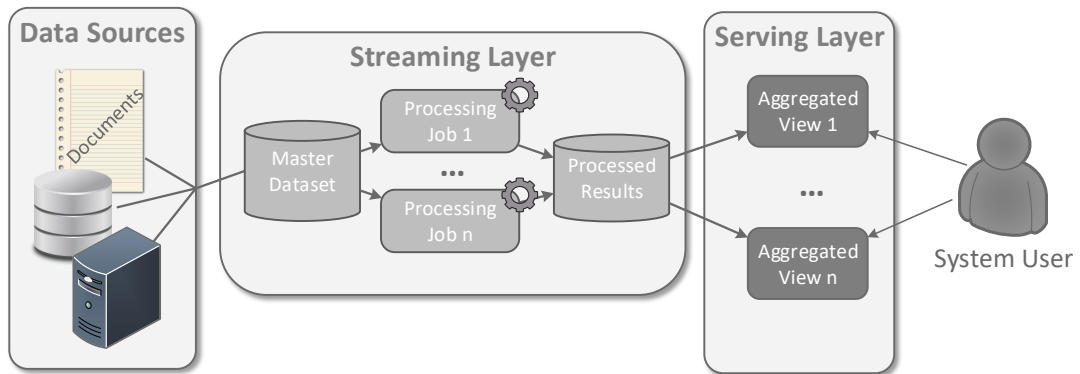 Data Sources
Documents
Streaming Layer
Master
Dataset
Processing
Job 1
...
Processing
Job n
Processed
Results
Serving Layer
Aggregated
View 1
...
Aggregated
View n
System User